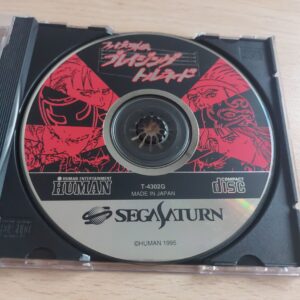 ブレイジング
トルネード
HUMAN ENTERTAINMENT
HUMAN
T-4302G
MADE IN JAPAN
COMPACT
disc
SEGASATURN
©HUMAN 1995